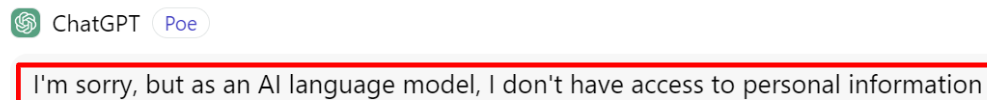 ChatGPT Poe
I'm sorry, but as an AI language model, I don't have access to personal information